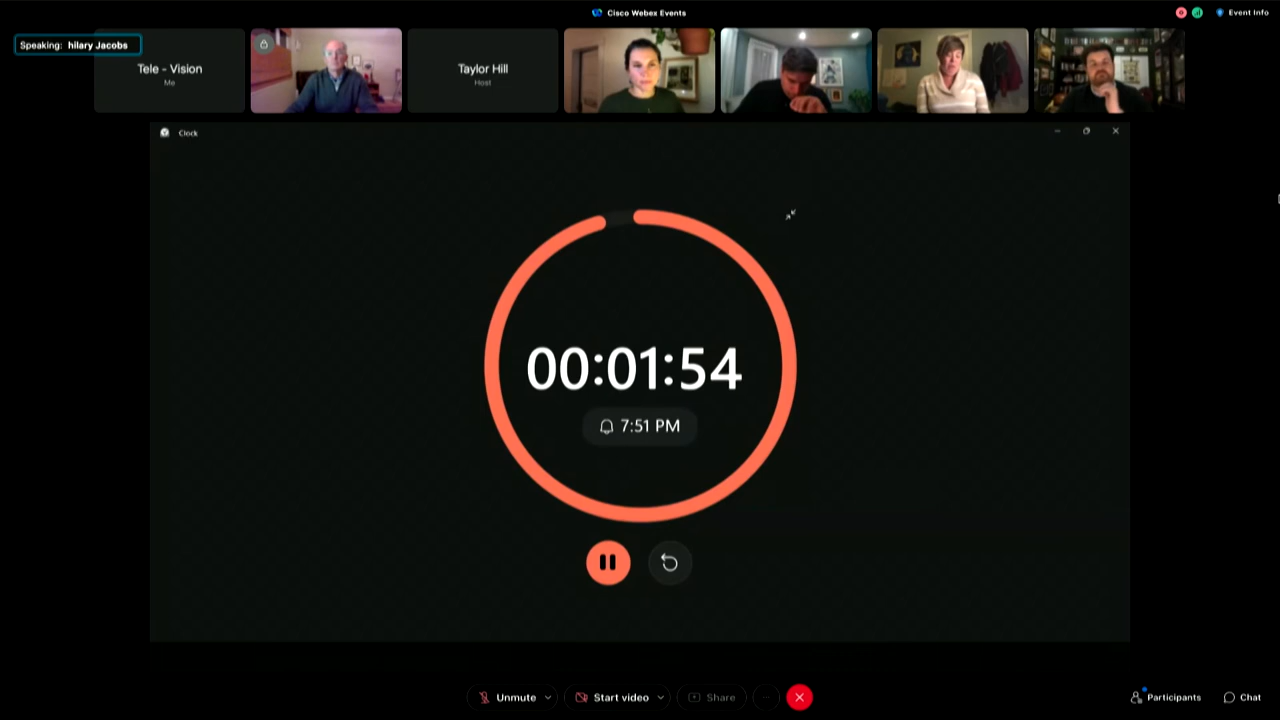 Cisco Webex Events
Event Info
Speaking: hilary Jacobs
Tele - Vision
Me
Taylor Hill
Host
Clock
00:01:54
7:51 PM
Unmute
Start video
Share
Participants
Chat